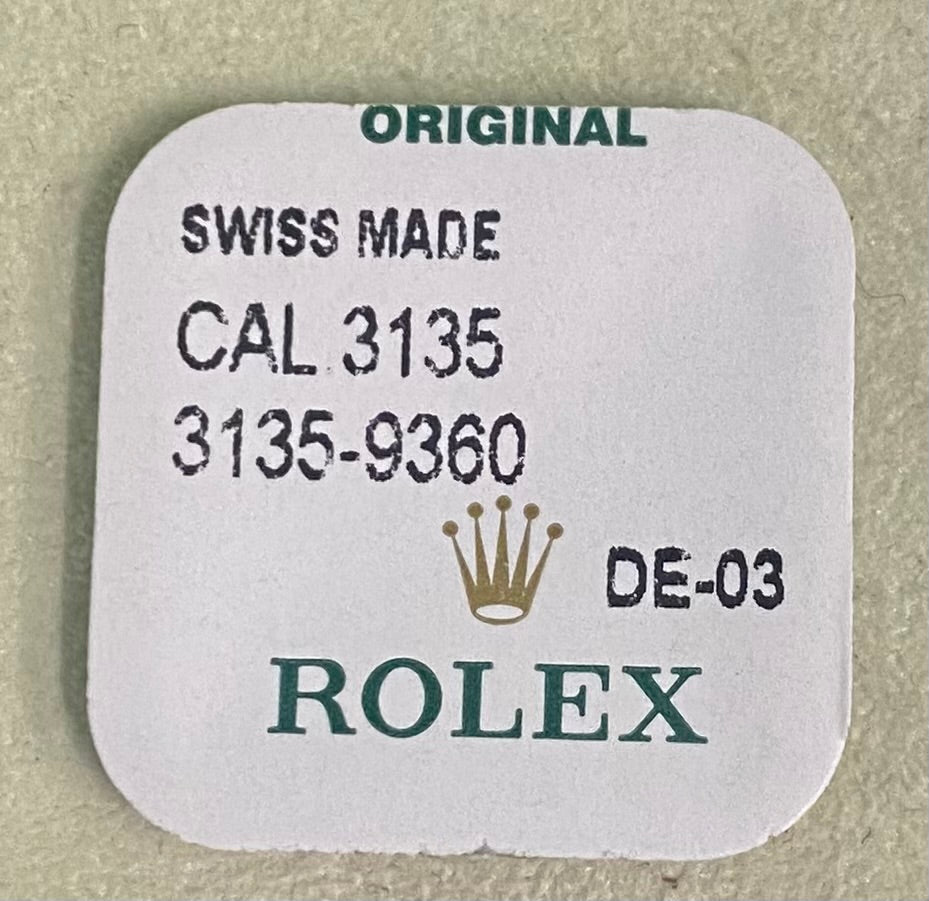 ORIGINAL
SWISS MADE
CAL 3135
3135-9360
DE-03
ROLEX